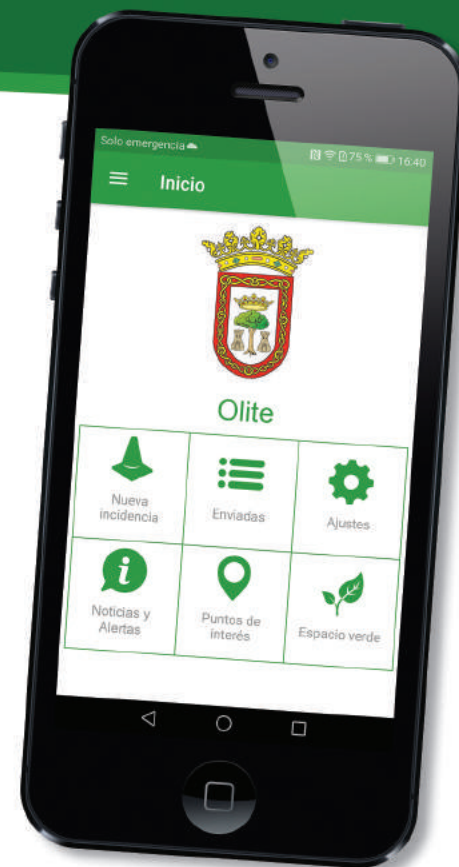 Solo emergencia
75 % 16:40
Inicio
Olite
Nueva
incidencia
Enviadas
Ajustes
Noticias y
Alertas
Puntos de
interés
Espacio verde